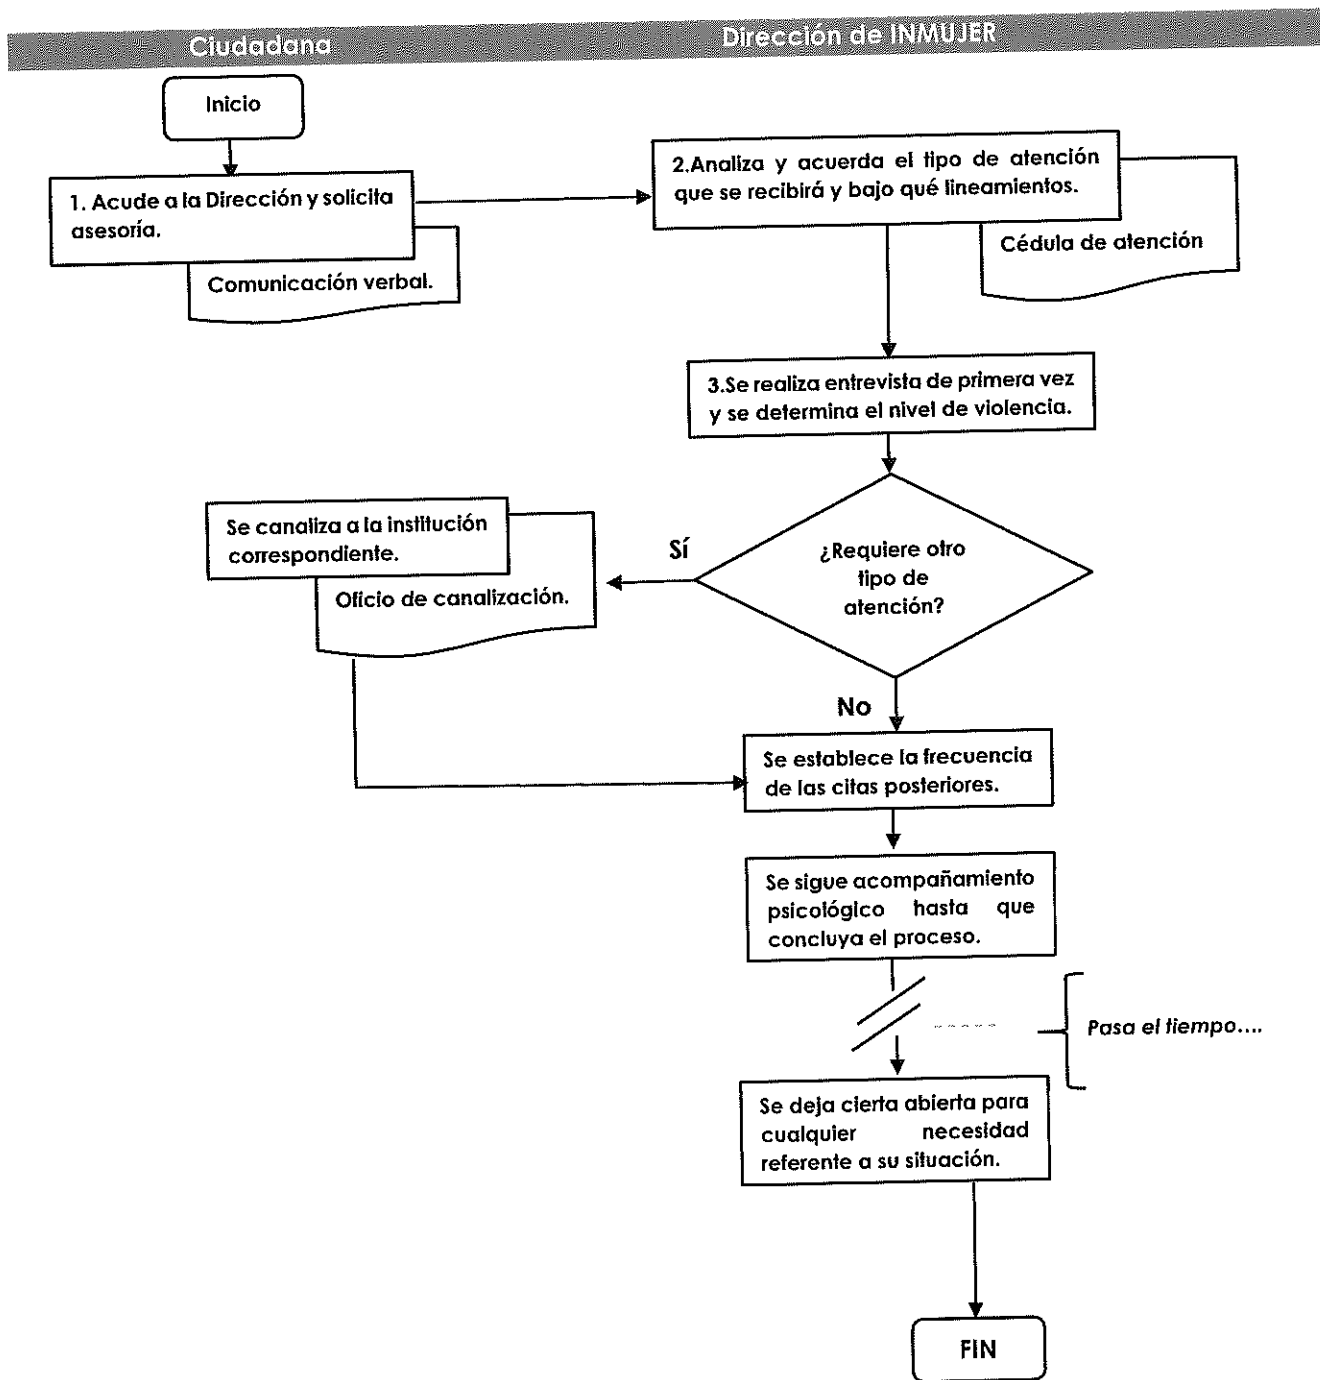 Ciudadana
Dirección de INMUJER
Inicio
1. Acude a la Dirección y solicita
asesoría.
Comunicación verbal.
2.Analiza y acuerda el tipo de atención
que se recibirá y bajo qué lineamientos.
Cédula de atención
3.Se realiza entrevista de primera vez
y se determina el nivel de violencia.
¿Requiere otro
tipo de
atención?
Sí
Se canaliza a la institución
correspondiente.
Oficio de canalización.
No
Se establece la frecuencia
de las citas posteriores.
Se sigue acompañamiento
psicológico hasta que
concluya el proceso.
Pasa el tiempo....
Se deja cierta abierta para
cualquier necesidad
referente a su situación.
FIN